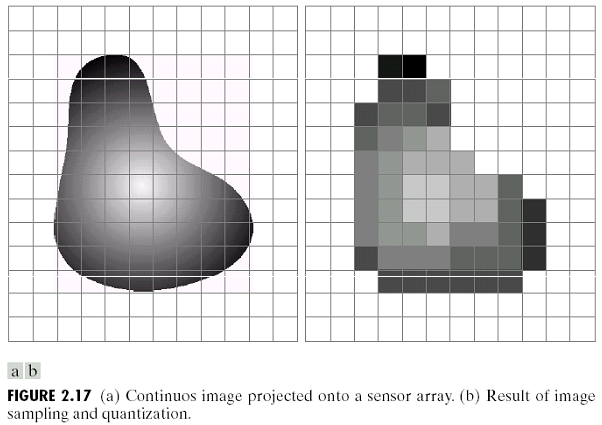 a b
FIGURE 2.17 (a) Continuos image projected onto a sensor array. (b) Result of image
sampling and quantization.